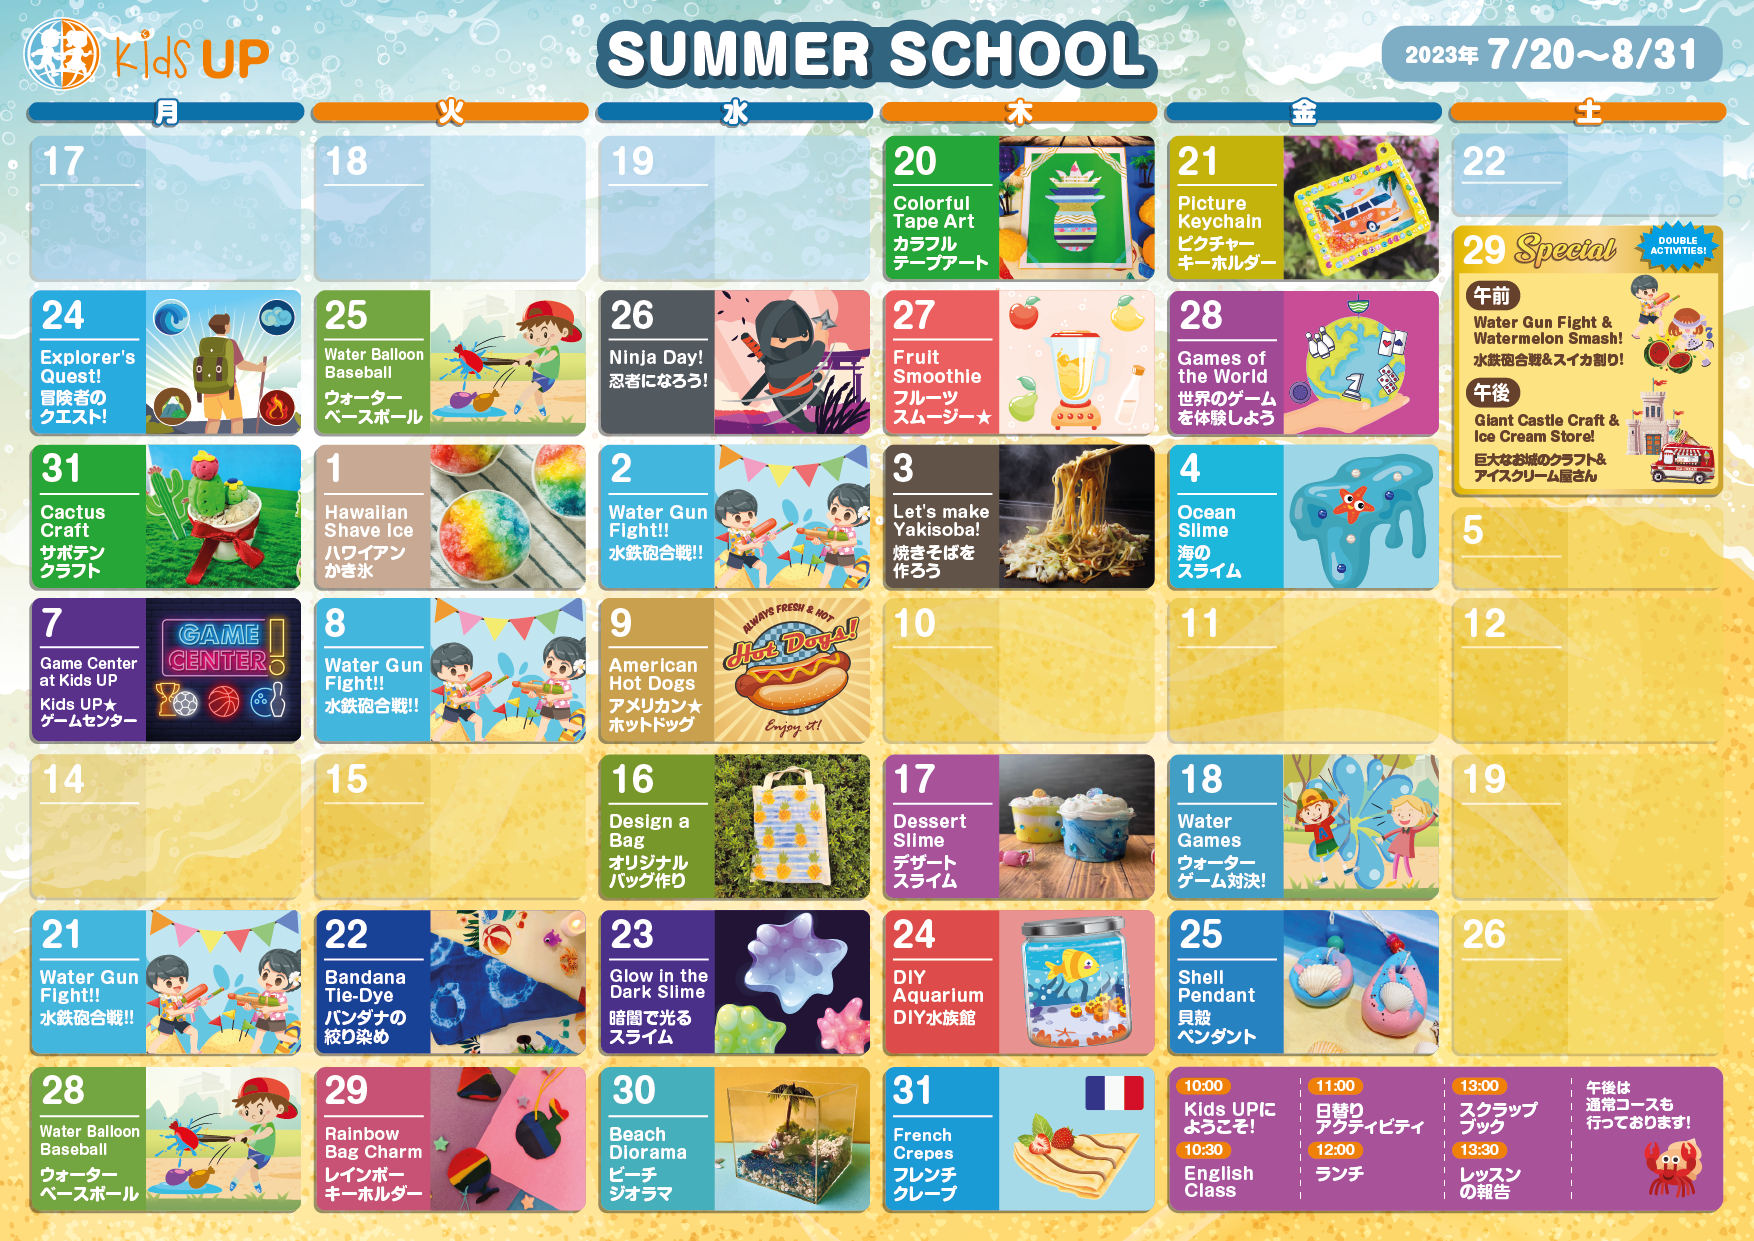 Kids UP
SUMMER SCHOOL
2023年 7/20〜8/31
月
火
水
木
金
土
17
18
19
20
Colorful
Tape Art
カラフル
テープアート
21
Picture
Keychain
ピクチャー
キーホルダー
22
24
Explorer's
Quest!
冒険者の
クエスト!
25
Water Balloon
Baseball
ウォーター
ベースボール
26
Ninja Day!
忍者になろう!
27
Fruit
Smoothie
フルーツ
スムージー★
28
Games of
the World
世界のゲーム
を体験しよう
29 Special
DOUBLE
ACTIVITIES!
午前
Water Gun Fight &
Watermelon Smash!
水鉄砲合戦&スイカ割り!
午後
Giant Castle Craft &
Ice Cream Store!
巨大なお城のクラフト&
アイスクリーム屋さん
31
Cactus
Craft
サボテン
クラフト
1
Hawaiian
Shave Ice
ハワイアン
かき氷
2
Water Gun
Fight!!
水鉄砲合戦!!
3
Let's make
Yakisoba!
焼きそばを
作ろう
4
Ocean
Slime
海の
スライム
5
7
Game Center
at Kids UP
Kids UP★
ゲームセンター
GAME
CENTER!
8
Water Gun
Fight!!
水鉄砲合戦!!
9
American
Hot Dogs
アメリカン★
ホットドッグ
ALWAYS FRESH & HOT
Hot Dogs!
Enjoy it!
10
11
12
14
15
16
Design a
Bag
オリジナル
バッグ作り
17
Dessert
Slime
デザート
スライム
18
Water
Games
ウォーター
ゲーム対決!
19
21
Water Gun
Fight!!
水鉄砲合戦!!
22
Bandana
Tie-Dye
バンダナの
絞り染め
23
Glow in the
Dark Slime
暗闇で光る
スライム
24
DIY
Aquarium
DIY水族館
25
Shell
Pendant
貝殻
ペンダント
26
28
Water Balloon
Baseball
ウォーター
ベースボール
29
Rainbow
Bag Charm
レインボー
キーホルダー
30
Beach
Diorama
ビーチ
ジオラマ
31
French
Crepes
フレンチ
クレープ
10:00
Kids UPに
ようこそ!
10:30
English
Class
11:00
日替り
アクティビティ
12:00
ランチ
13:00
スクラップ
ブック
13:30
レッスン
の報告
午後は
通常コースも
行っております!